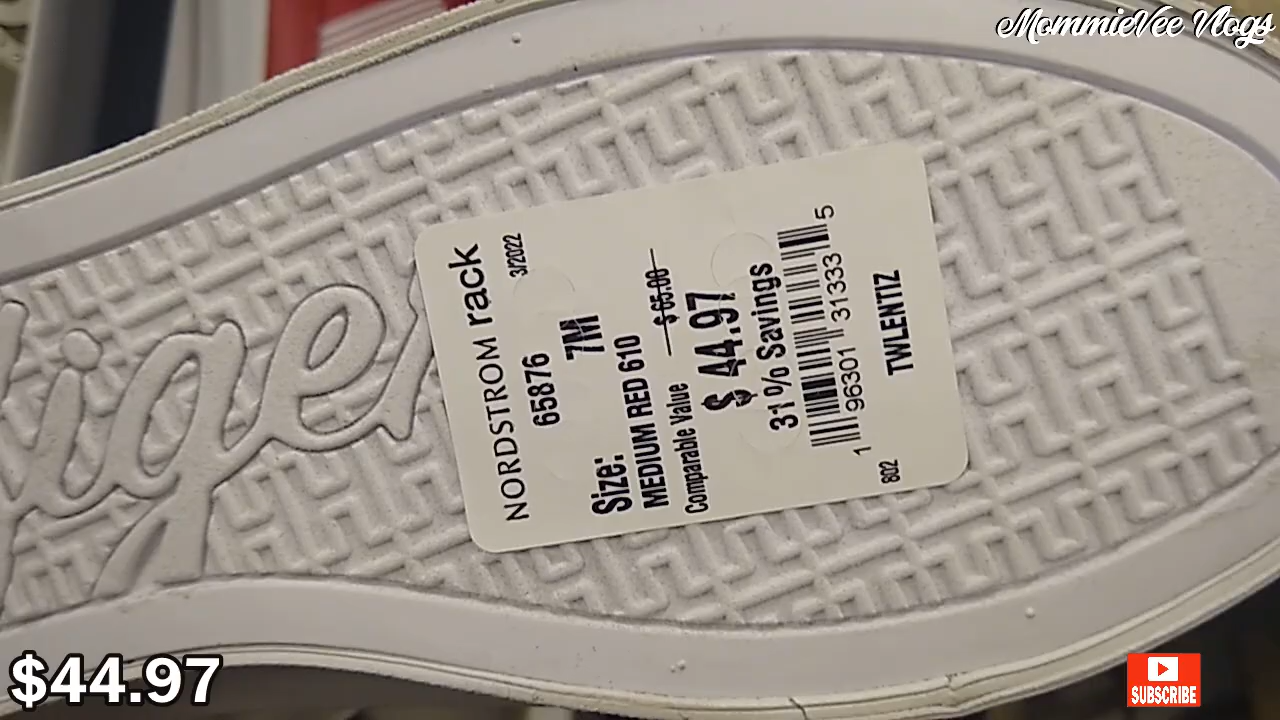 MommieVee Vlogs
NORDSTROM rack
3/2022
65876
Size: 7M
MEDIUM RED 610
Comparable Value $65.00
$44.97
31% Savings
1 96301 31333 5
802 TWLENTIZ
$44.97
SUBSCRIBE